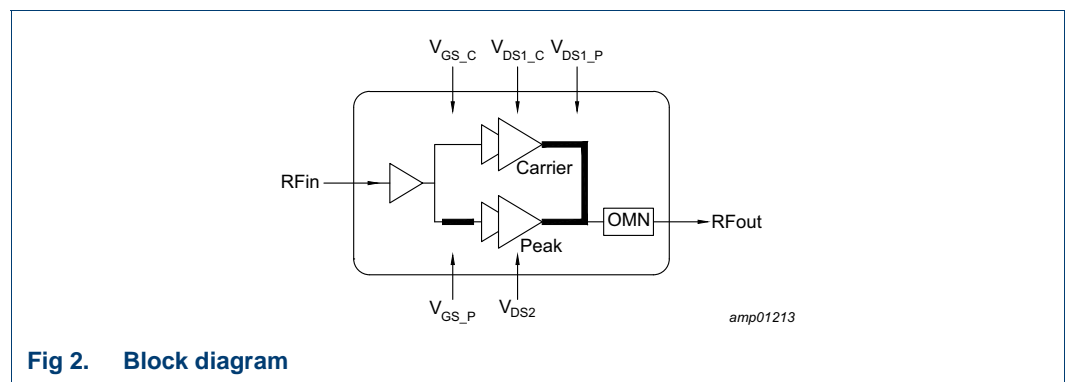 V_GS_C V_DS1_C V_DS1_P
Carrier
RFin
OMN RFout
Peak
V_GS_P V_DS2
amp01213
Fig 2. Block diagram